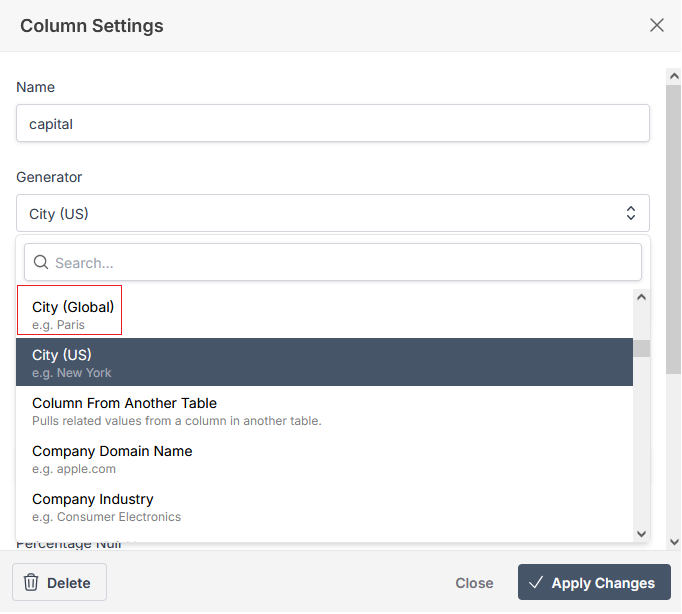 Column Settings
Name
capital
Generator
City (US)
Search...
City (Global)
e.g. Paris
City (US)
e.g. New York
Column From Another Table
Pulls related values from a column in another table.
Company Domain Name
e.g. apple.com
Company Industry
e.g. Consumer Electronics
Percentage Null
Delete
Close
Apply Changes